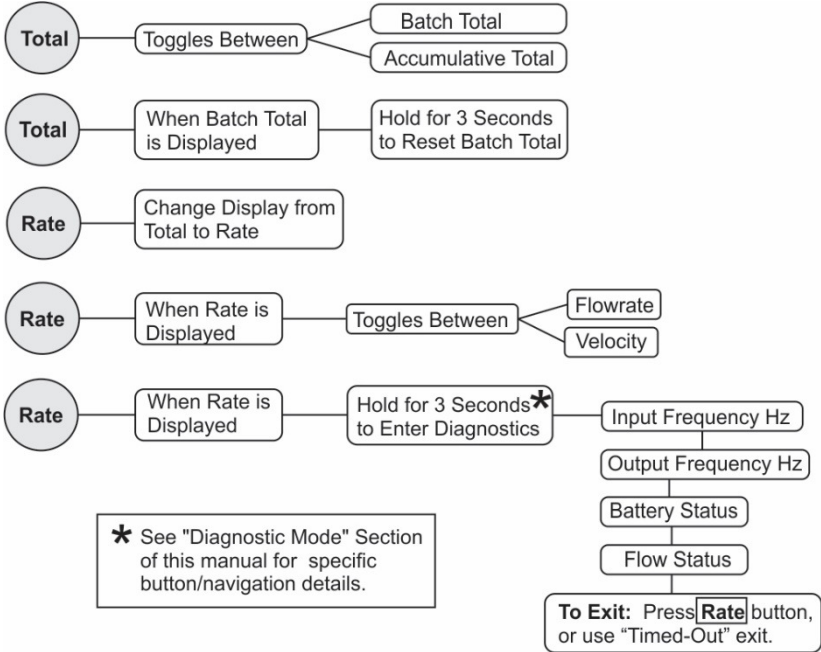 Total
Toggles Between
Batch Total
Accumulative Total
Total
When Batch Total
is Displayed
Hold for 3 Seconds
to Reset Batch Total
Rate
Change Display from
Total to Rate
Rate
When Rate is
Displayed
Toggles Between
Flowrate
Velocity
Rate
When Rate is
Displayed
Hold for 3 Seconds*
to Enter Diagnostics
Input Frequency Hz
Output Frequency Hz
Battery Status
Flow Status
To Exit: Press Rate button,
or use “Timed-Out” exit.
* See "Diagnostic Mode" Section
of this manual for specific
button/navigation details.